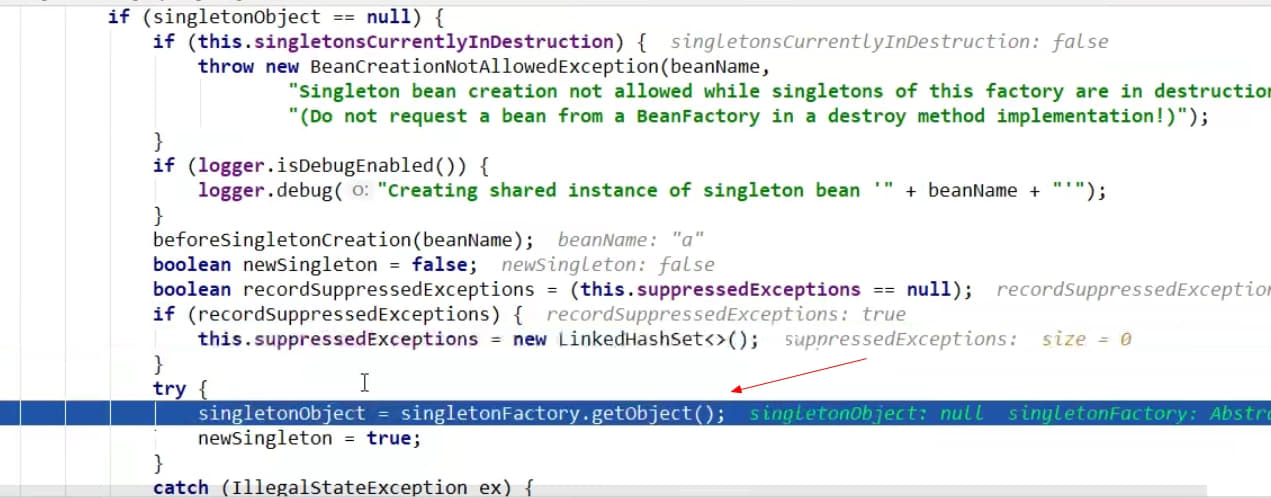 if (singletonObject == null) {
if (this.singletonsCurrentlyInDestruction) { singletonsCurrentlyInDestruction: false
throw new BeanCreationNotAllowedException(beanName,
"Singleton bean creation not allowed while singletons of this factory are in destruction
"(Do not request a bean from a BeanFactory in a destroy method implementation!)");
}
if (logger.isDebugEnabled()) {
logger.debug( o: "Creating shared instance of singleton bean '" + beanName + "'");
}
beforeSingletonCreation(beanName); beanName: "a"
boolean newSingleton = false; newSingleton: false
boolean recordSuppressedExceptions = (this.suppressedExceptions == null); recordSuppressedException
if (recordSuppressedExceptions) { recordSuppressedExceptions: true
this.suppressedExceptions = new LinkedHashSet<>(); suppressedExceptions: size = 0
}
try {
singletonObject = singletonFactory.getObject(); singletonObject: null singletonFactory: Abstra
newSingleton = true;
}
catch (IllegalStateException ex) {